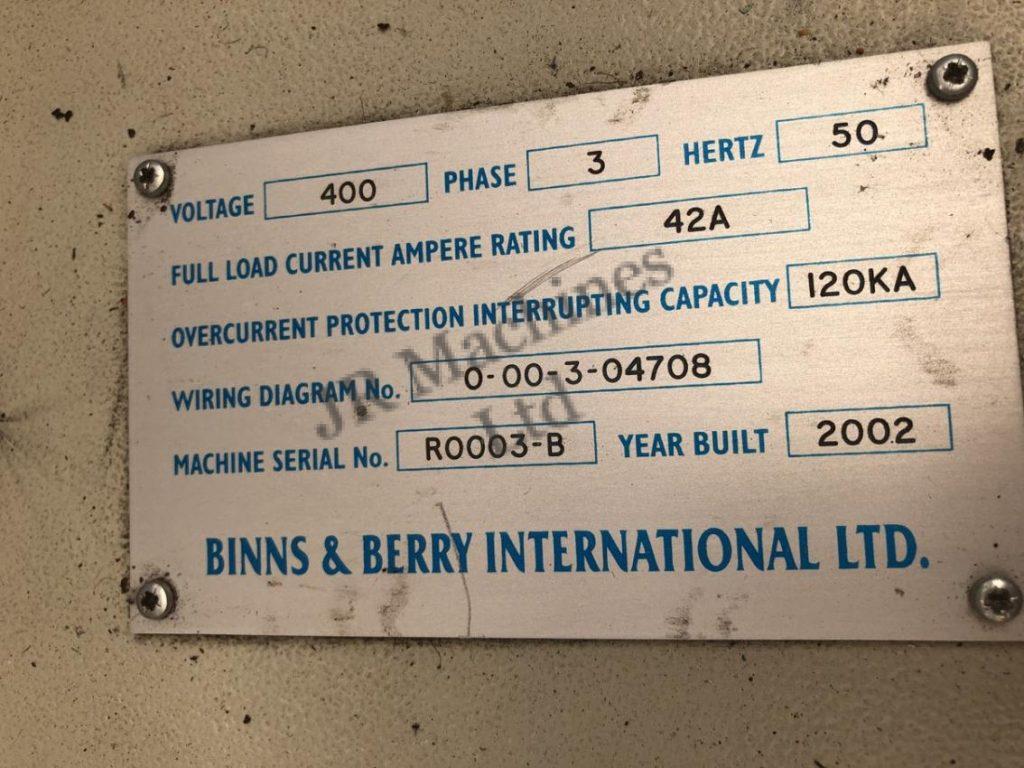 VOLTAGE 400 PHASE 3 HERTZ 50
FULL LOAD CURRENT AMPERE RATING 42A
OVERCURRENT PROTECTION INTERRUPTING CAPACITY 120KA
WIRING DIAGRAM No. 0-00-3-04708
MACHINE SERIAL No. R0003-B YEAR BUILT 2002
BINNS & BERRY INTERNATIONAL LTD.
JR Machines
Ltd